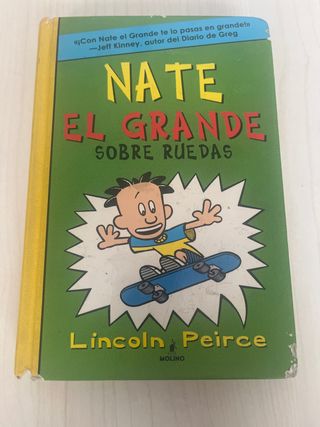 «¡Con Nate el Grande te lo pasas en grande!»
—Jeff Kinney, autor del Diario de Greg
NATE
EL GRANDE
SOBRE RUEDAS
Lincoln Peirce
MOLINO